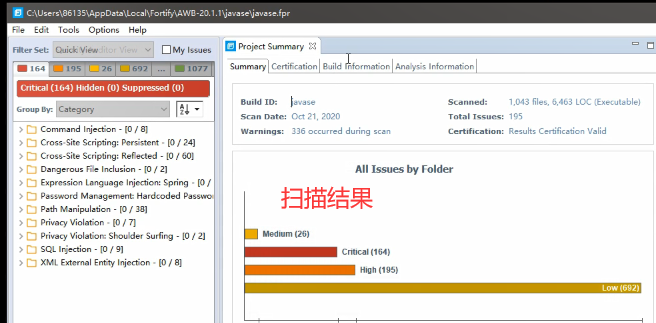 C:\Users\86135\AppData\Local\Fortify\AWB-20.1.1\javase\javase.fpr
File Edit Tools Options Help
Filter Set: Quick View My Issues
164 195 26 692 ... 1077
Critical (164) Hidden (0) Suppressed (0)
Group By: Category
Command Injection - [0 / 8]
Cross-Site Scripting: Persistent - [0 / 24]
Cross-Site Scripting: Reflected - [0 / 60]
Dangerous File Inclusion - [0 / 2]
Expression Language Injection: Spring - [0 /
Password Management: Hardcoded Passwor
Path Manipulation - [0 / 38]
Privacy Violation - [0 / 7]
Privacy Violation: Shoulder Surfing - [0 / 2]
SQL Injection - [0 / 9]
XML External Entity Injection - [0 / 8]
Project Summary
Summary Certification Build Information Analysis Information
Build ID: javase
Scan Date: Oct 21, 2020
Warnings: 336 occurred during scan
Scanned: 1,043 files, 6,463 LOC (Executable)
Total Issues: 195
Certification: Results Certification Valid
All Issues by Folder
扫描结果
Medium (26)
Critical (164)
High (195)
Low (692)